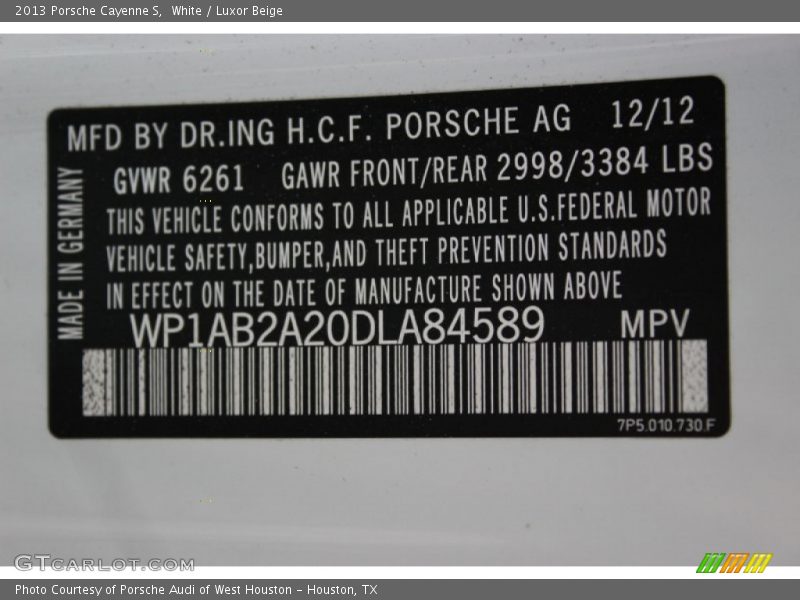 2013 Porsche Cayenne S,  White / Luxor Beige
MFD BY DR.ING H.C.F. PORSCHE AG 12/12
GVWR 6261 GAWR FRONT/REAR 2998/3384 LBS
THIS VEHICLE CONFORMS TO ALL APPLICABLE U.S.FEDERAL MOTOR
VEHICLE SAFETY,BUMPER,AND THEFT PREVENTION STANDARDS
IN EFFECT ON THE DATE OF MANUFACTURE SHOWN ABOVE
MADE IN GERMANY
WP1AB2A20DLA84589 MPV
7P5.010.730.F
GTCARLOT.COM
Photo Courtesy of Porsche Audi of West Houston - Houston, TX